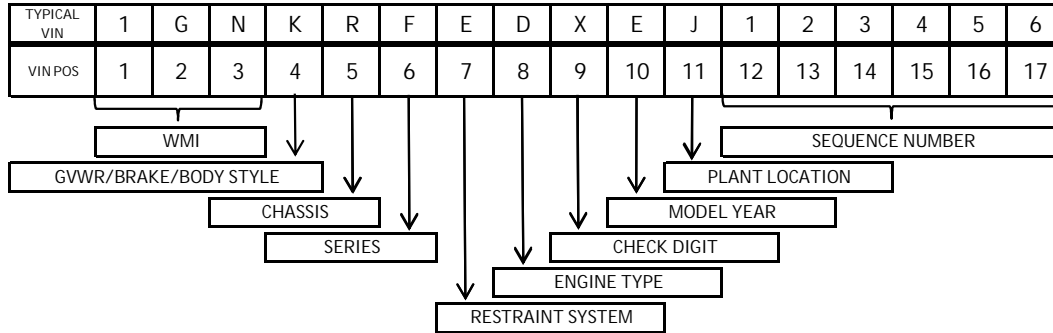 TYPICAL VIN 1 G N K R F E D X E J 1 2 3 4 5 6
VIN POS 1 2 3 4 5 6 7 8 9 10 11 12 13 14 15 16 17
WMI SEQUENCE NUMBER
GVWR/BRAKE/BODY STYLE PLANT LOCATION
CHASSIS MODEL YEAR
SERIES CHECK DIGIT
ENGINE TYPE
RESTRAINT SYSTEM